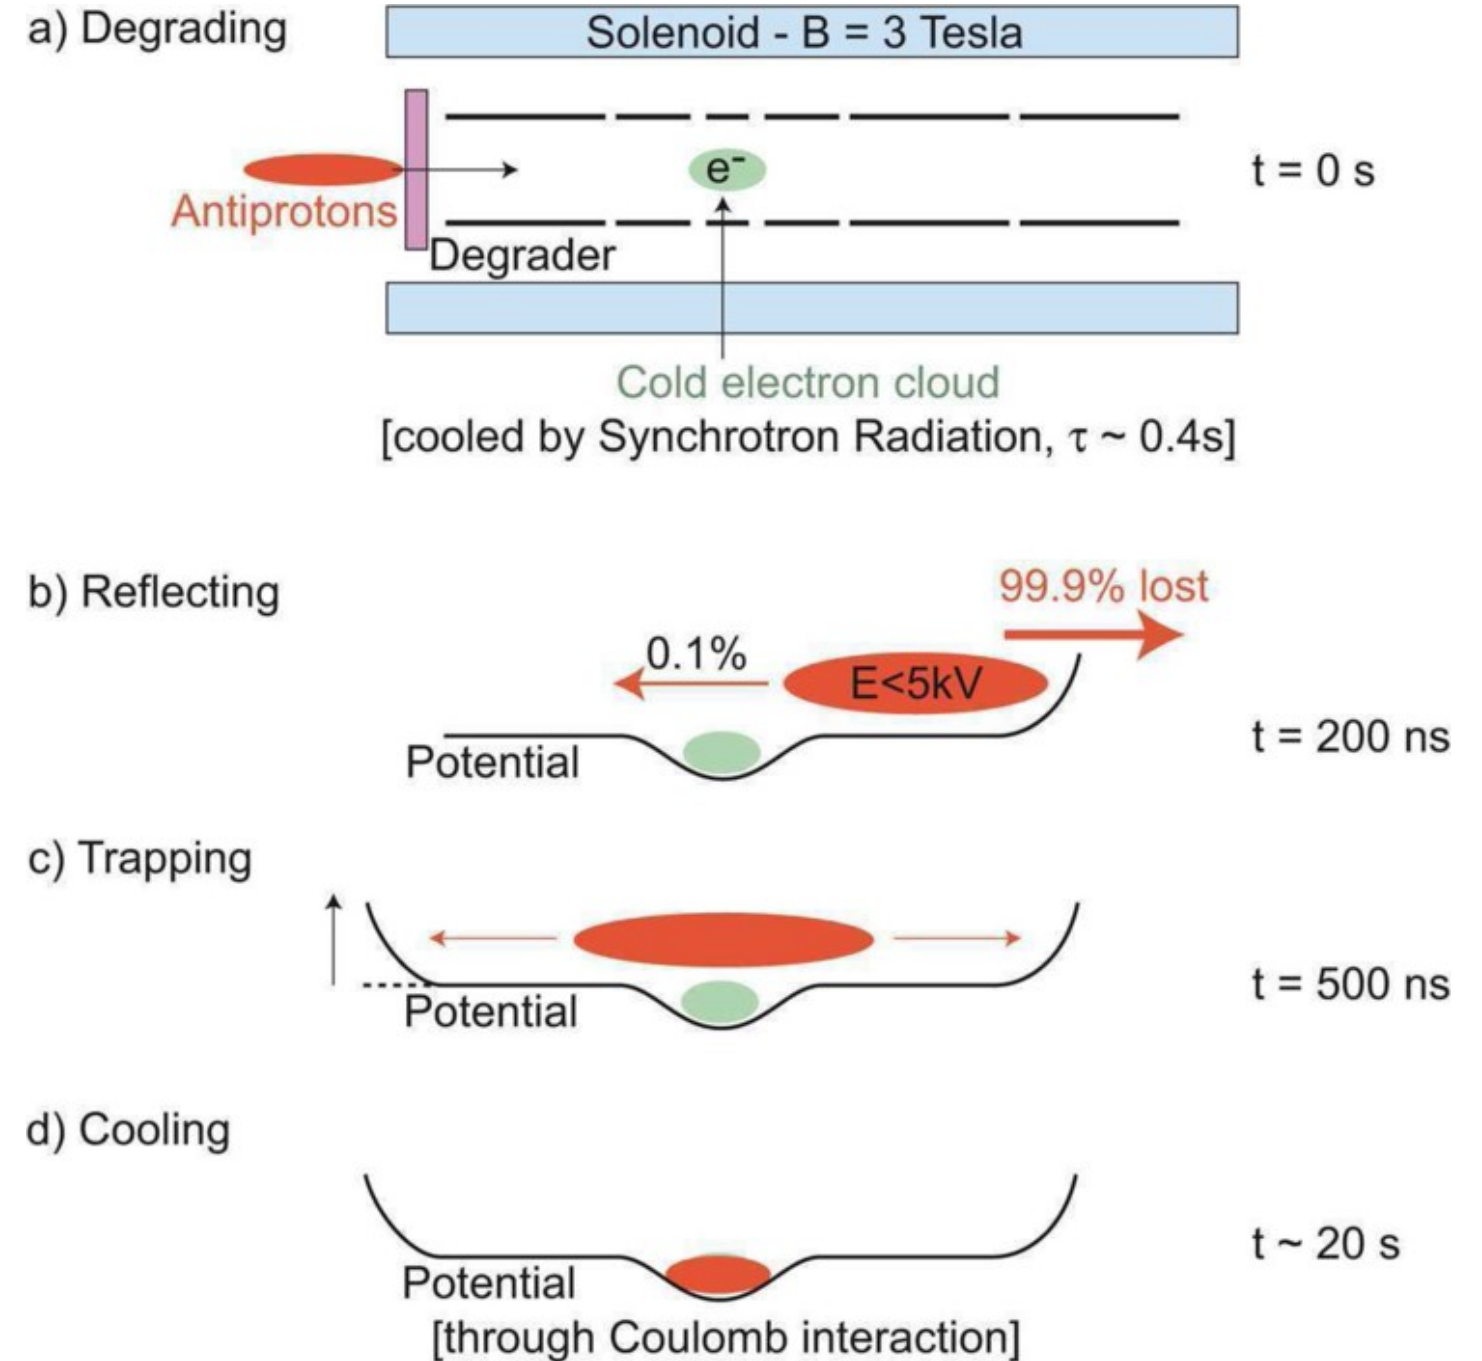 a) Degrading
Solenoid - B = 3 Tesla
e⁻
t = 0 s
Antiprotons
Degrader
Cold electron cloud
[cooled by Synchrotron Radiation, τ ~ 0.4s]
b) Reflecting
99.9% lost
0.1%
E<5kV
Potential
t = 200 ns
c) Trapping
Potential
t = 500 ns
d) Cooling
Potential
t ~ 20 s
[through Coulomb interaction]